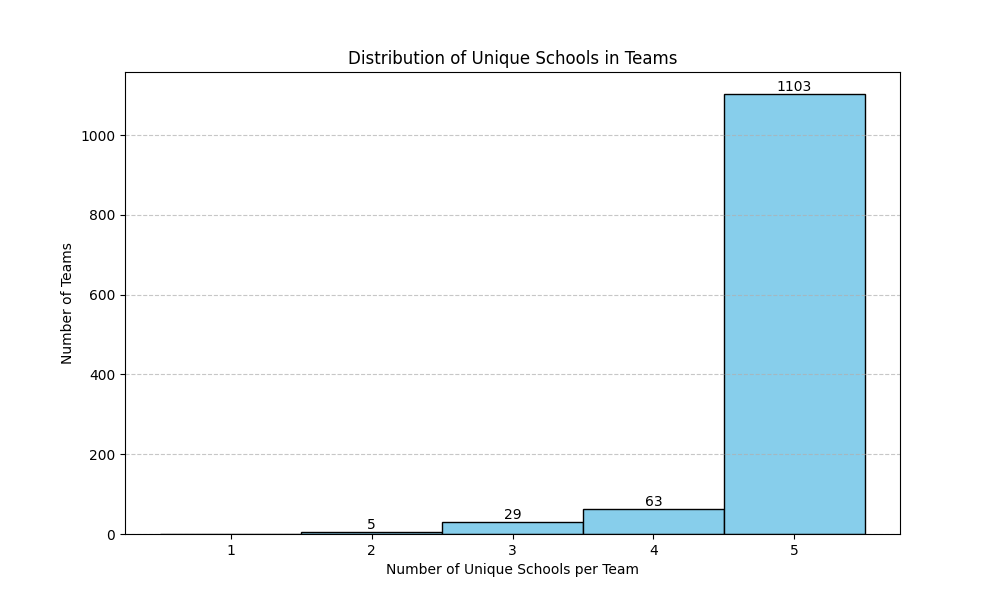 Distribution of Unique Schools in Teams
1103
1000
800
600
400
200
0
Number of Teams
5
29
63
1 2 3 4 5
Number of Unique Schools per Team